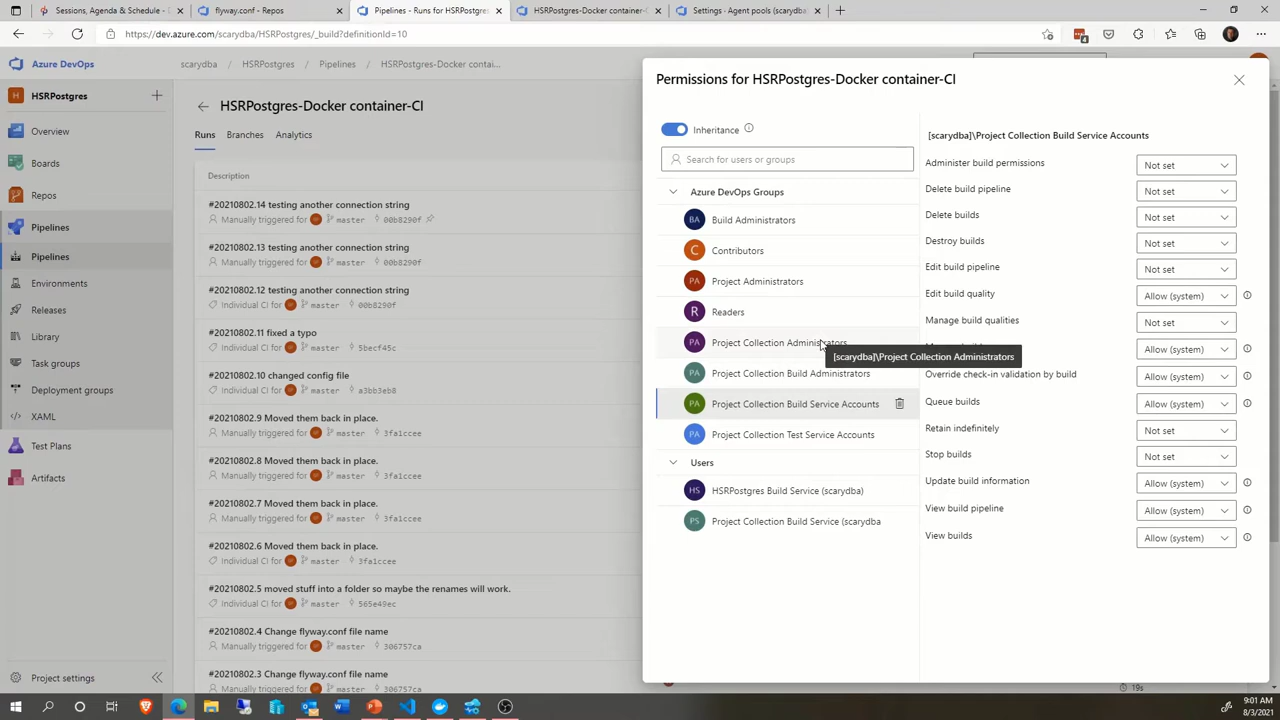 Sessions, Agenda & Schedule -
flyway.conf - Repos
Pipelines - Runs for HSRPostgres-
HSRPostgres-Docker container-C
Settings - Agent pools (scarydba)
https://dev.azure.com/scarydba/HSRPostgres/_build?definitionId=10
4
Azure DevOps
scarydba
HSRPostgres
Pipelines
HSRPostgres-Docker contai...
H
HSRPostgres
Overview
Boards
Repos
Pipelines
Pipelines
Environments
Releases
Library
Task groups
Deployment groups
XAML
Test Plans
Artifacts
Project settings
HSRPostgres-Docker container-CI
Runs
Branches
Analytics
Description
#20210802.14 testing another connection string
Manually triggered for master 00b8290f
#20210802.13 testing another connection string
Manually triggered for master 00b8290f
#20210802.12 testing another connection string
Individual CI for master 00b8290f
#20210802.11 fixed a typo
Individual CI for master 5becf45c
#20210802.10 changed config file
Individual CI for master a3bb3eb8
#20210802.9 Moved them back in place.
Manually triggered for master 3fa1ccee
#20210802.8 Moved them back in place.
Manually triggered for master 3fa1ccee
#20210802.7 Moved them back in place.
Manually triggered for master 3fa1ccee
#20210802.6 Moved them back in place.
Individual CI for master 3fa1ccee
#20210802.5 moved stuff into a folder so maybe the renames will work.
Individual CI for master 565e49ec
#20210802.4 Change flyway.conf file name
Manually triggered for master 306757ca
#20210802.3 Change flyway.conf file name
Manually triggered for master 306757ca
19s
Permissions for HSRPostgres-Docker container-CI
Inheritance
Search for users or groups
Azure DevOps Groups
BA Build Administrators
C Contributors
PA Project Administrators
R Readers
PA Project Collection Administrators
PA Project Collection Build Administrators
PA Project Collection Build Service Accounts
PA Project Collection Test Service Accounts
Users
HS HSRPostgres Build Service (scarydba)
PS Project Collection Build Service (scarydba
[scarydba]\Project Collection Administrators
[scarydba]\Project Collection Build Service Accounts
Administer build permissions Not set
Delete build pipeline Not set
Delete builds Not set
Destroy builds Not set
Edit build pipeline Not set
Edit build quality Allow (system)
Manage build qualities Not set
Allow (system)
Override check-in validation by build Allow (system)
Queue builds Allow (system)
Retain indefinitely Not set
Stop builds Not set
Update build information Allow (system)
View build pipeline Allow (system)
View builds Allow (system)
9:01 AM
8/3/2021